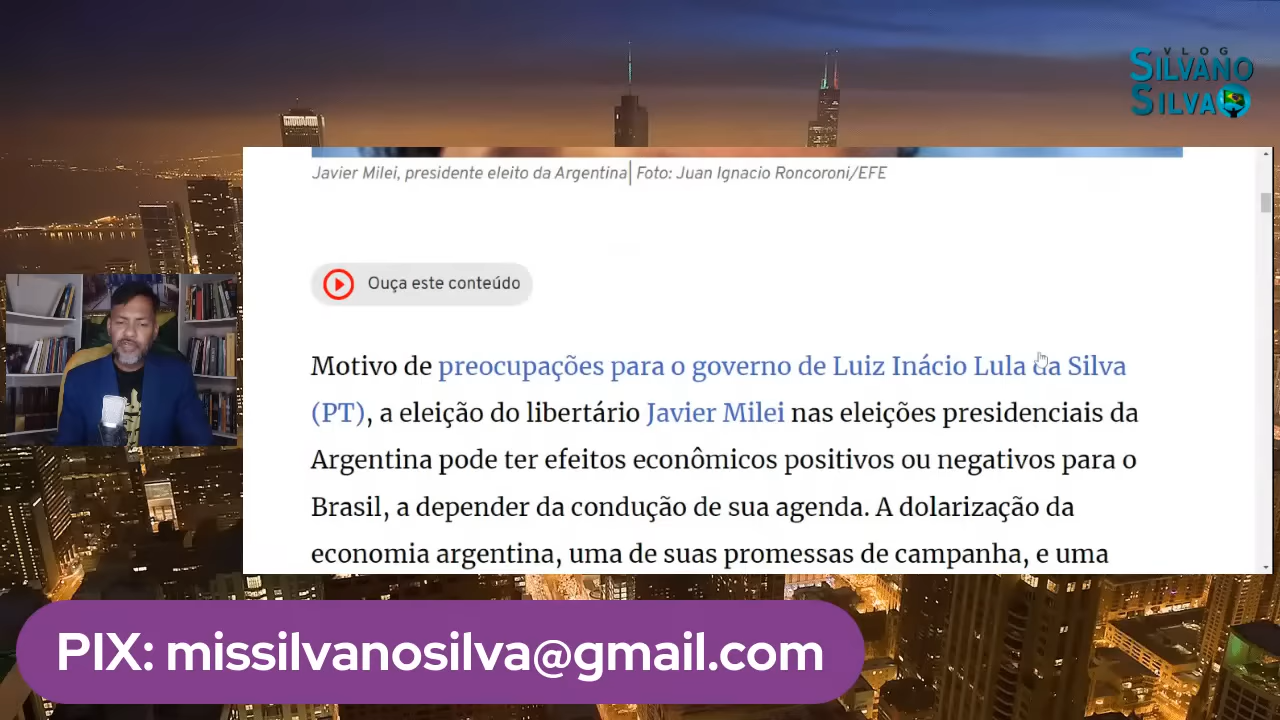 VLOG
SILVANO
SILVA
Javier Milei, presidente eleito da Argentina| Foto: Juan Ignacio Roncoroni/EFE
Ouça este conteúdo
Motivo de preocupações para o governo de Luiz Inácio Lula da Silva
(PT), a eleição do libertário Javier Milei nas eleições presidenciais da
Argentina pode ter efeitos econômicos positivos ou negativos para o
Brasil, a depender da condução de sua agenda. A dolarização da
economia argentina, uma de suas promessas de campanha, e uma
PIX: missilvanosilva@gmail.com